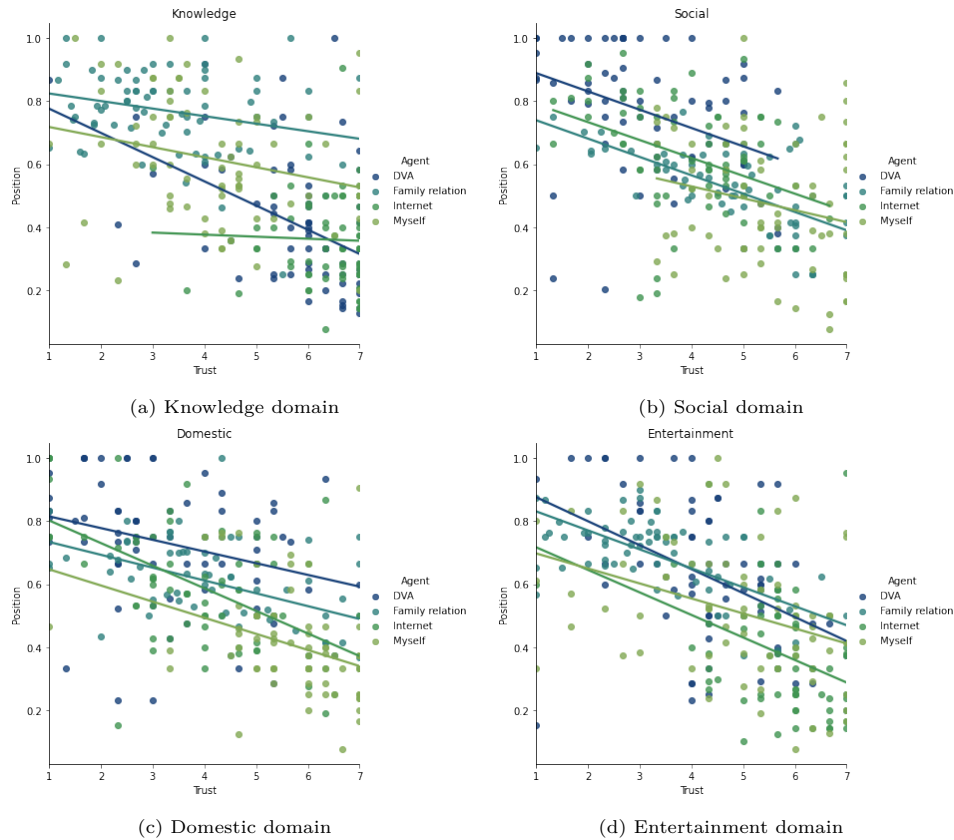 Knowledge
1.0
0.8
0.6
0.4
0.2
Position
1
2
3
4
5
6
7
Trust
Agent
DVA
Family relation
Internet
Myself
(a) Knowledge domain
Social
1.0
0.8
0.6
0.4
0.2
Position
1
2
3
4
5
6
7
Trust
Agent
DVA
Family relation
Internet
Myself
(b) Social domain
Domestic
1.0
0.8
0.6
0.4
0.2
Position
1
2
3
4
5
6
7
Trust
Agent
DVA
Family relation
Internet
Myself
(c) Domestic domain
Entertainment
1.0
0.8
0.6
0.4
0.2
Position
1
2
3
4
5
6
7
Trust
Agent
DVA
Family relation
Internet
Myself
(d) Entertainment domain